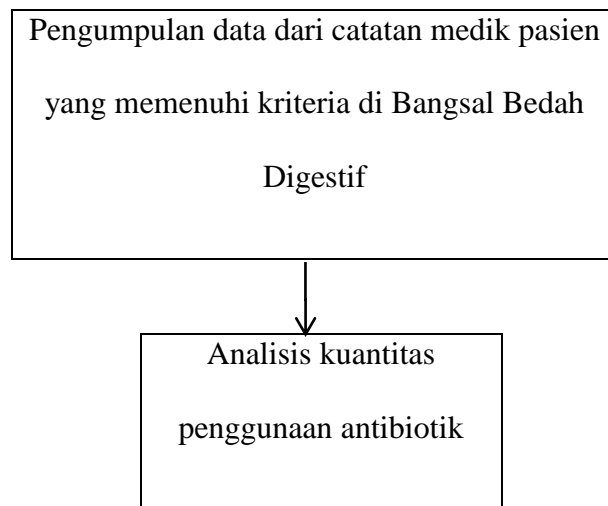 Pengumpulan data dari catatan medik pasien
yang memenuhi kriteria di Bangsal Bedah
Digestif
Analisis kuantitas
penggunaan antibiotik